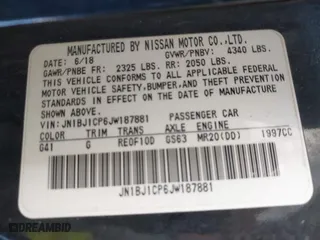 MANUFACTURED BY NISSAN MOTOR CO.,LTD.
DATE: 6/18 GVWR/PNBV: 4340 LBS.
GAWR/PNBE FR: 2325 LBS. RR: 2050 LBS.
THIS VEHICLE CONFORMS TO ALL APPLICABLE FEDERAL
MOTOR VEHICLE SAFETY,BUMPER,AND THEFT PREVENTION
STANDARDS IN EFFECT ON THE DATE OF MANUFACTURE
SHOWN ABOVE.
VIN: JN1BJ1CP6JW187881 PASSENGER CAR
COLOR TRIM TRANS AXLE ENGINE
G41 G RE0F10D GS63 MR20(DD) 1997CC
JN1BJ1CP6JW187881
DREAMBID